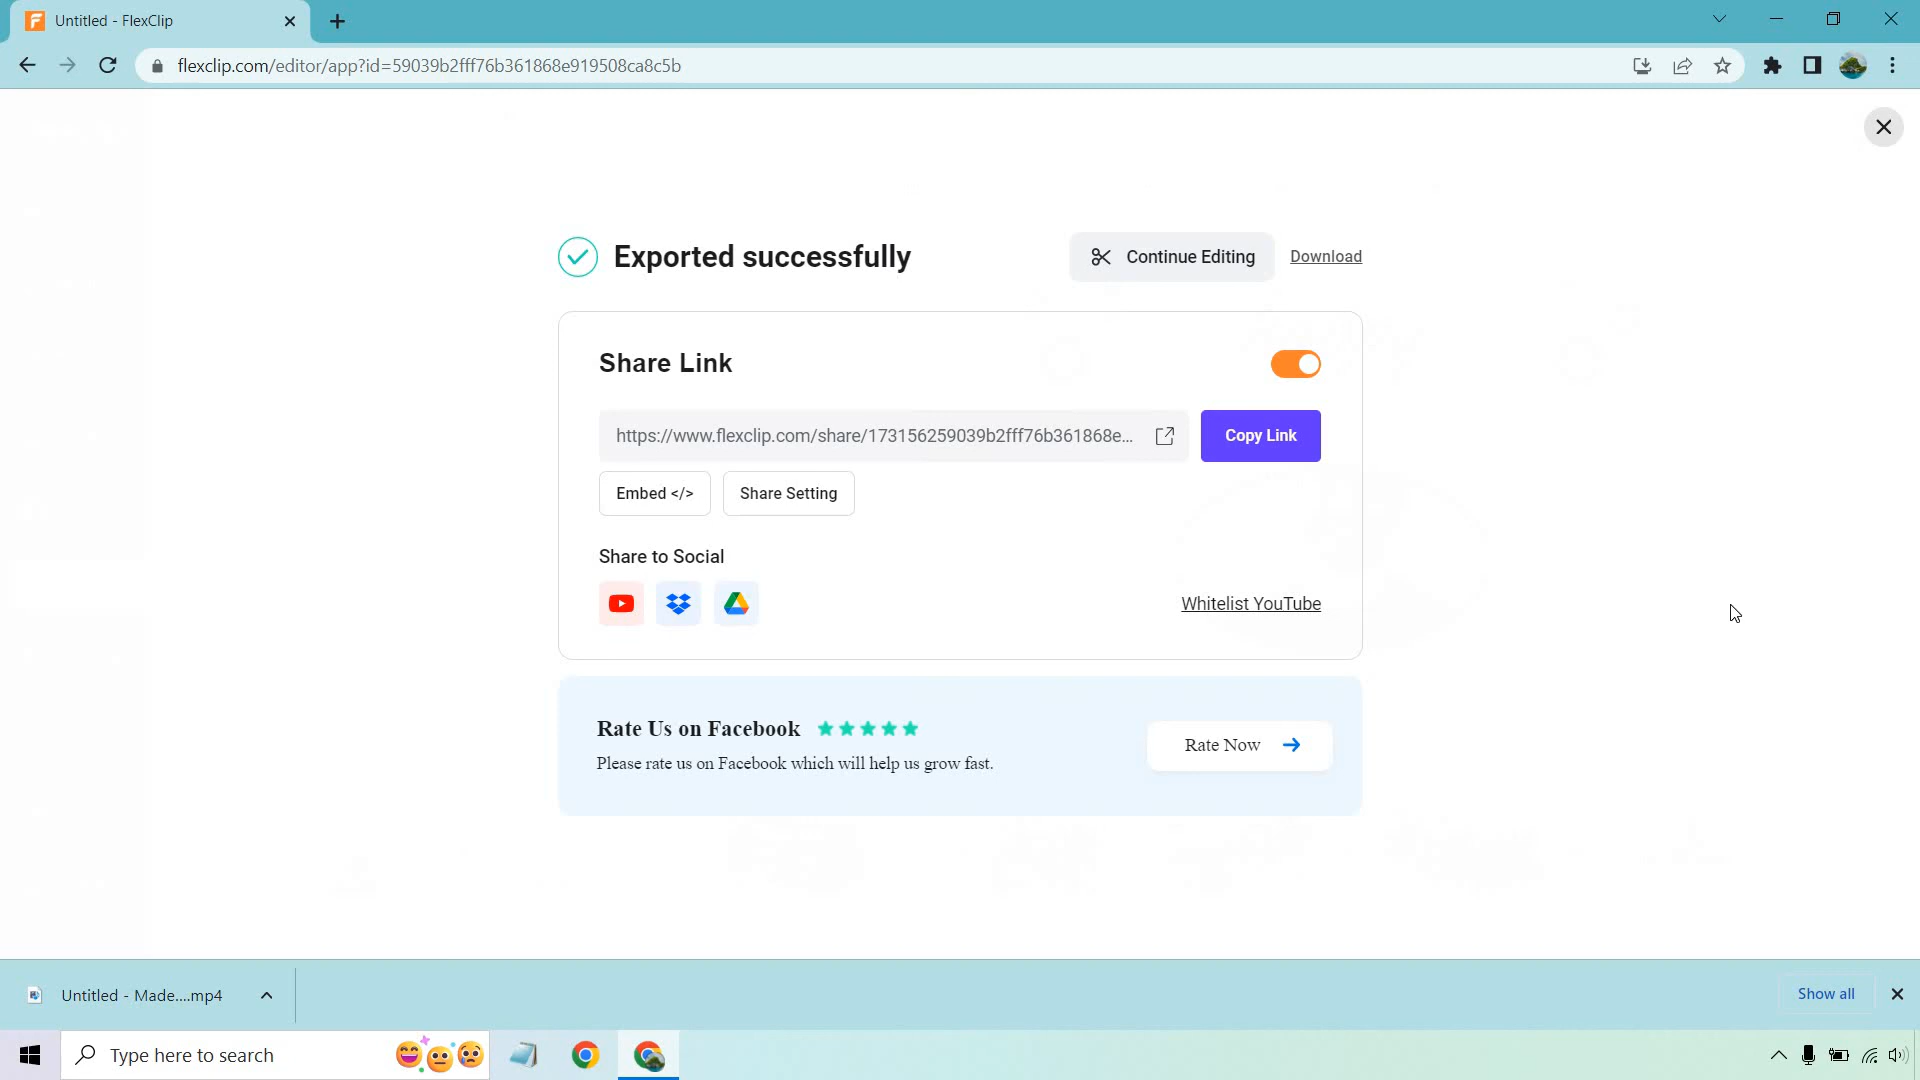 Untitled - FlexClip
flexclip.com/editor/app?id=59039b2fff76b361868e919508ca8c5b
Exported successfully
Continue Editing
Download
Share Link
https://www.flexclip.com/share/173156259039b2fff76b361868e...
Copy Link
Embed </>
Share Setting
Share to Social
Whitelist YouTube
Rate Us on Facebook
Rate Now
Please rate us on Facebook which will help us grow fast.
Untitled - Made....mp4
Show all
Type here to search